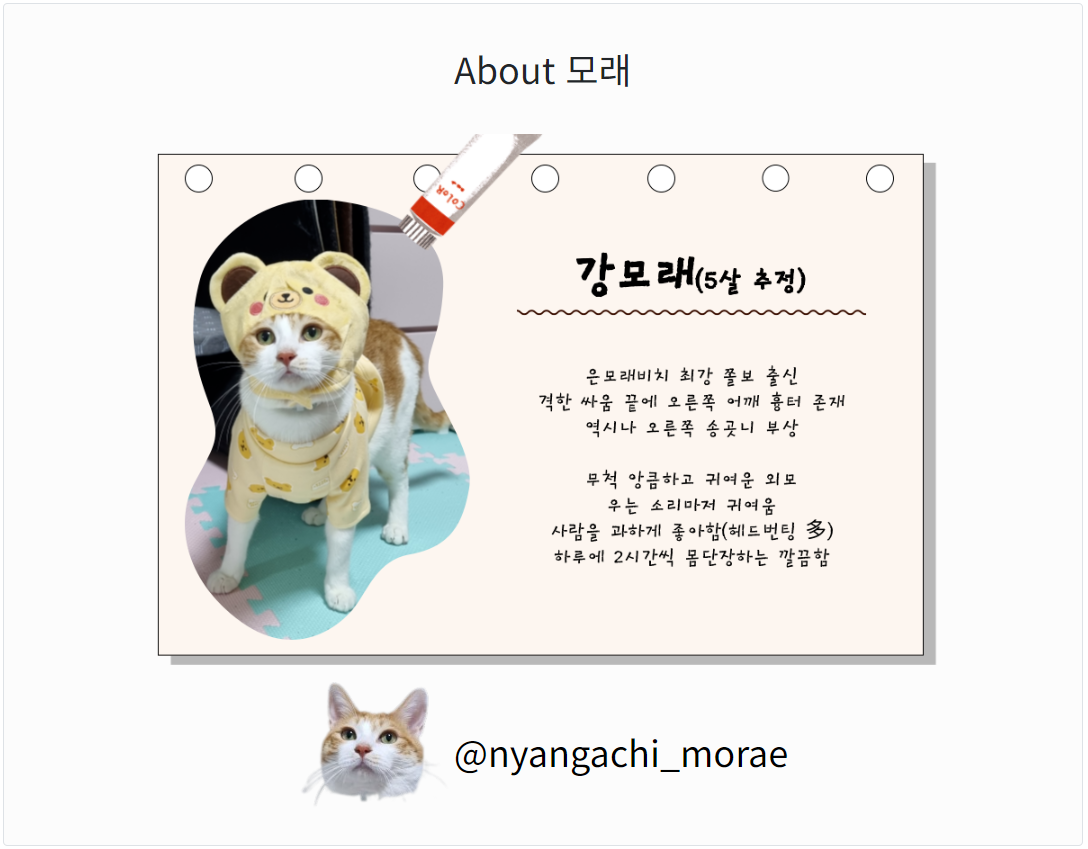 About 모래
COLOR
강모래(5살 추정)
은모래비치 최강 쫄보 출신
격한 싸움 끝에 오른쪽 어깨 흉터 존재
역시나 오른쪽 송곳니 부상
무척 앙큼하고 귀여운 외모
우는 소리마저 귀여움
사람을 과하게 좋아함(헤드번팅 多)
하루에 2시간씩 몸단장하는 깔끔함
@nyangachi_morae